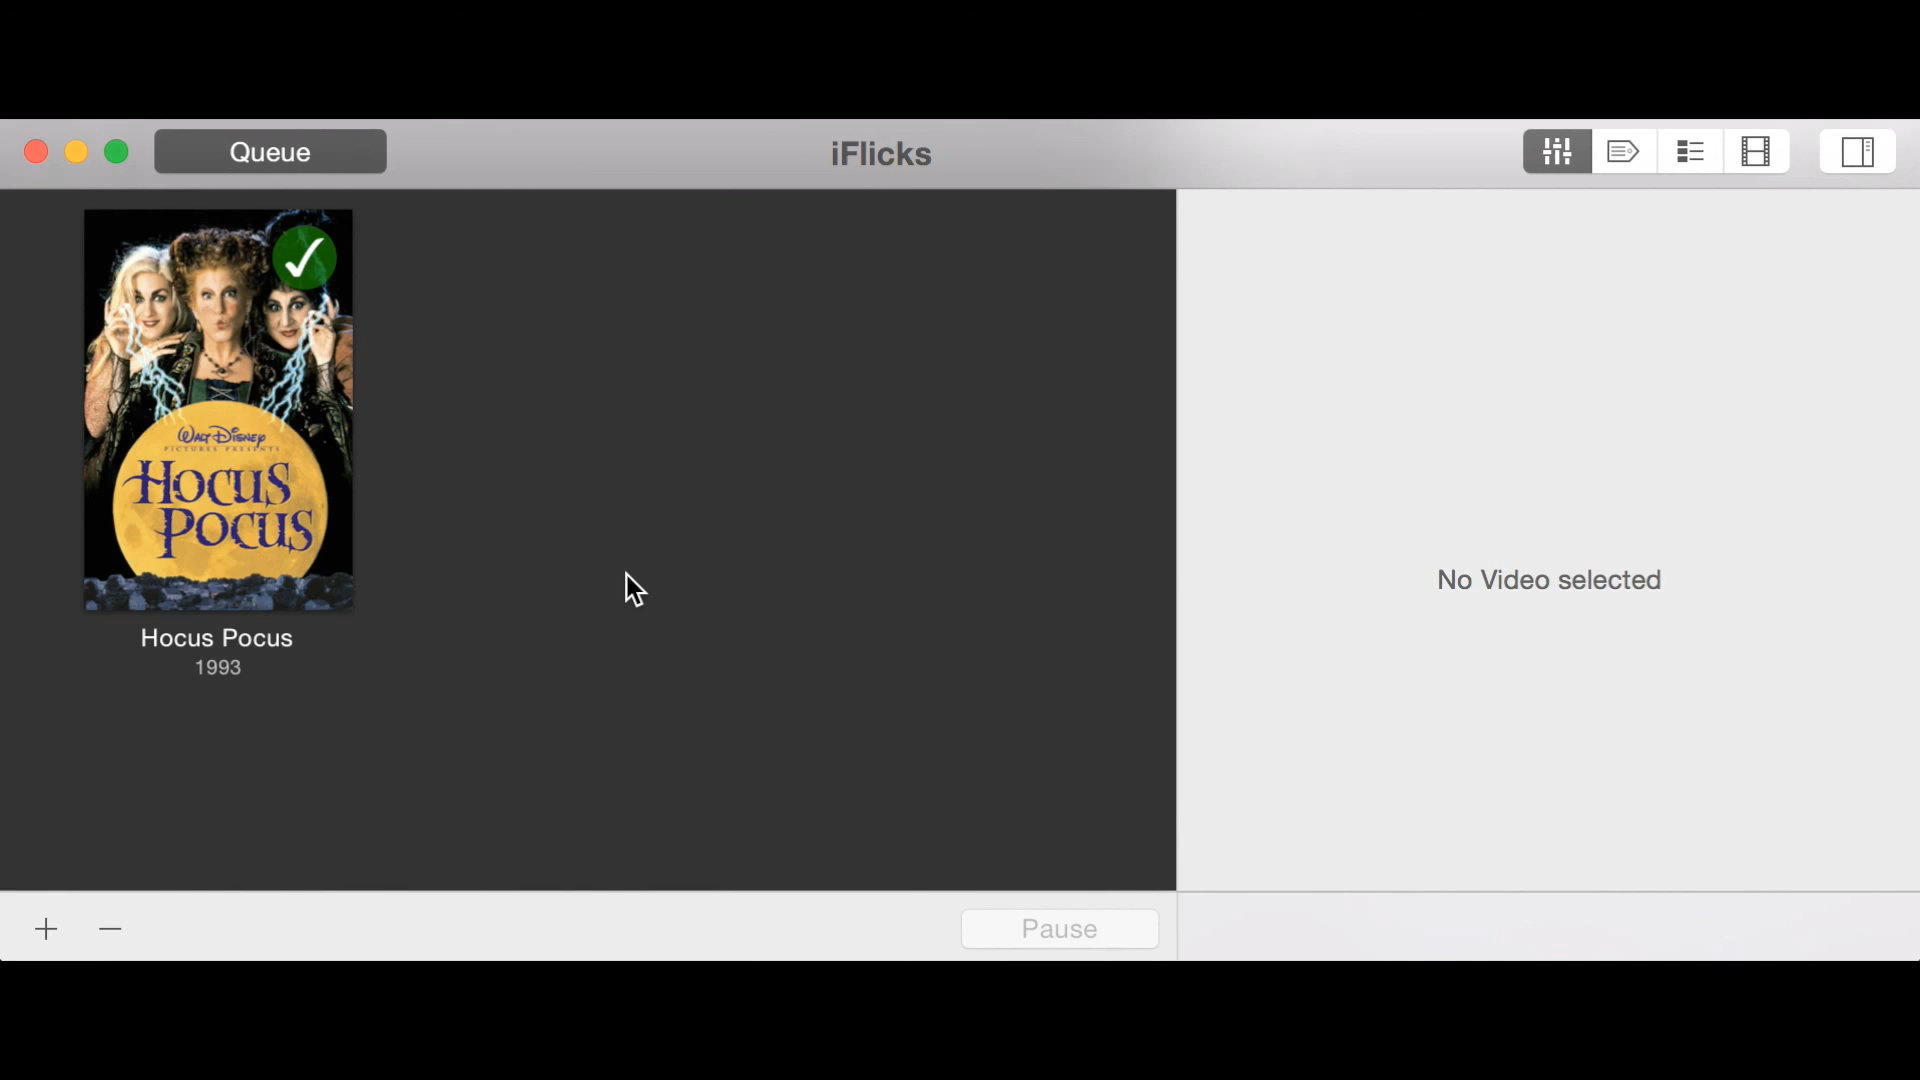 Queue
iFlicks
WALT DISNEY
PICTURES PRESENTS
HOCUS
POCUS
Hocus Pocus
1993
No Video selected
Pause